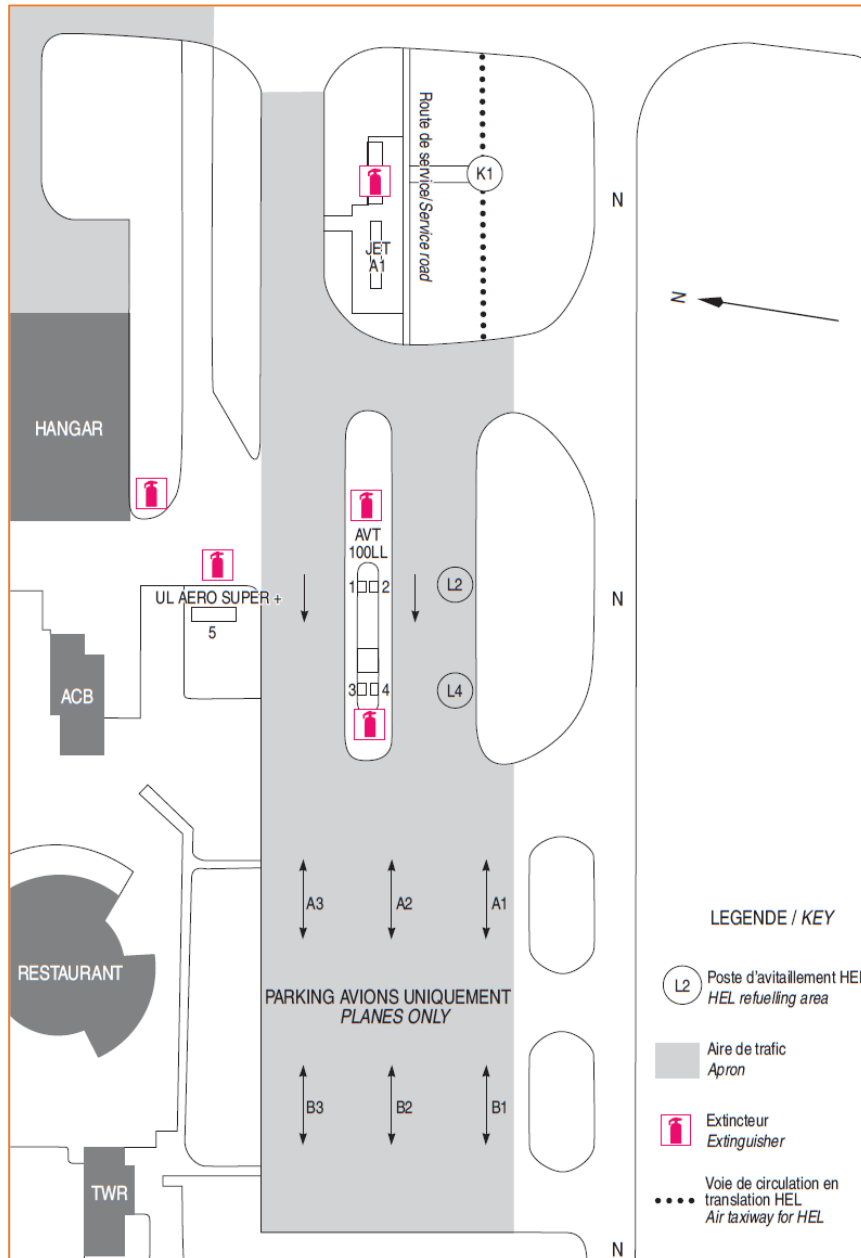 Route de service/Service road
K1
JET
A1
N
N
HANGAR
AVT
100LL
1
2
L2
UL AERO SUPER +
5
N
3
4
L4
ACB
A3
A2
A1
LEGENDE / KEY
RESTAURANT
PARKING AVIONS UNIQUEMENT
PLANES ONLY
L2
Poste d'avitaillement HEL
HEL refuelling area
Aire de trafic
Apron
B3
B2
B1
Extincteur
Extinguisher
TWR
Voie de circulation en
translation HEL
Air taxiway for HEL
N